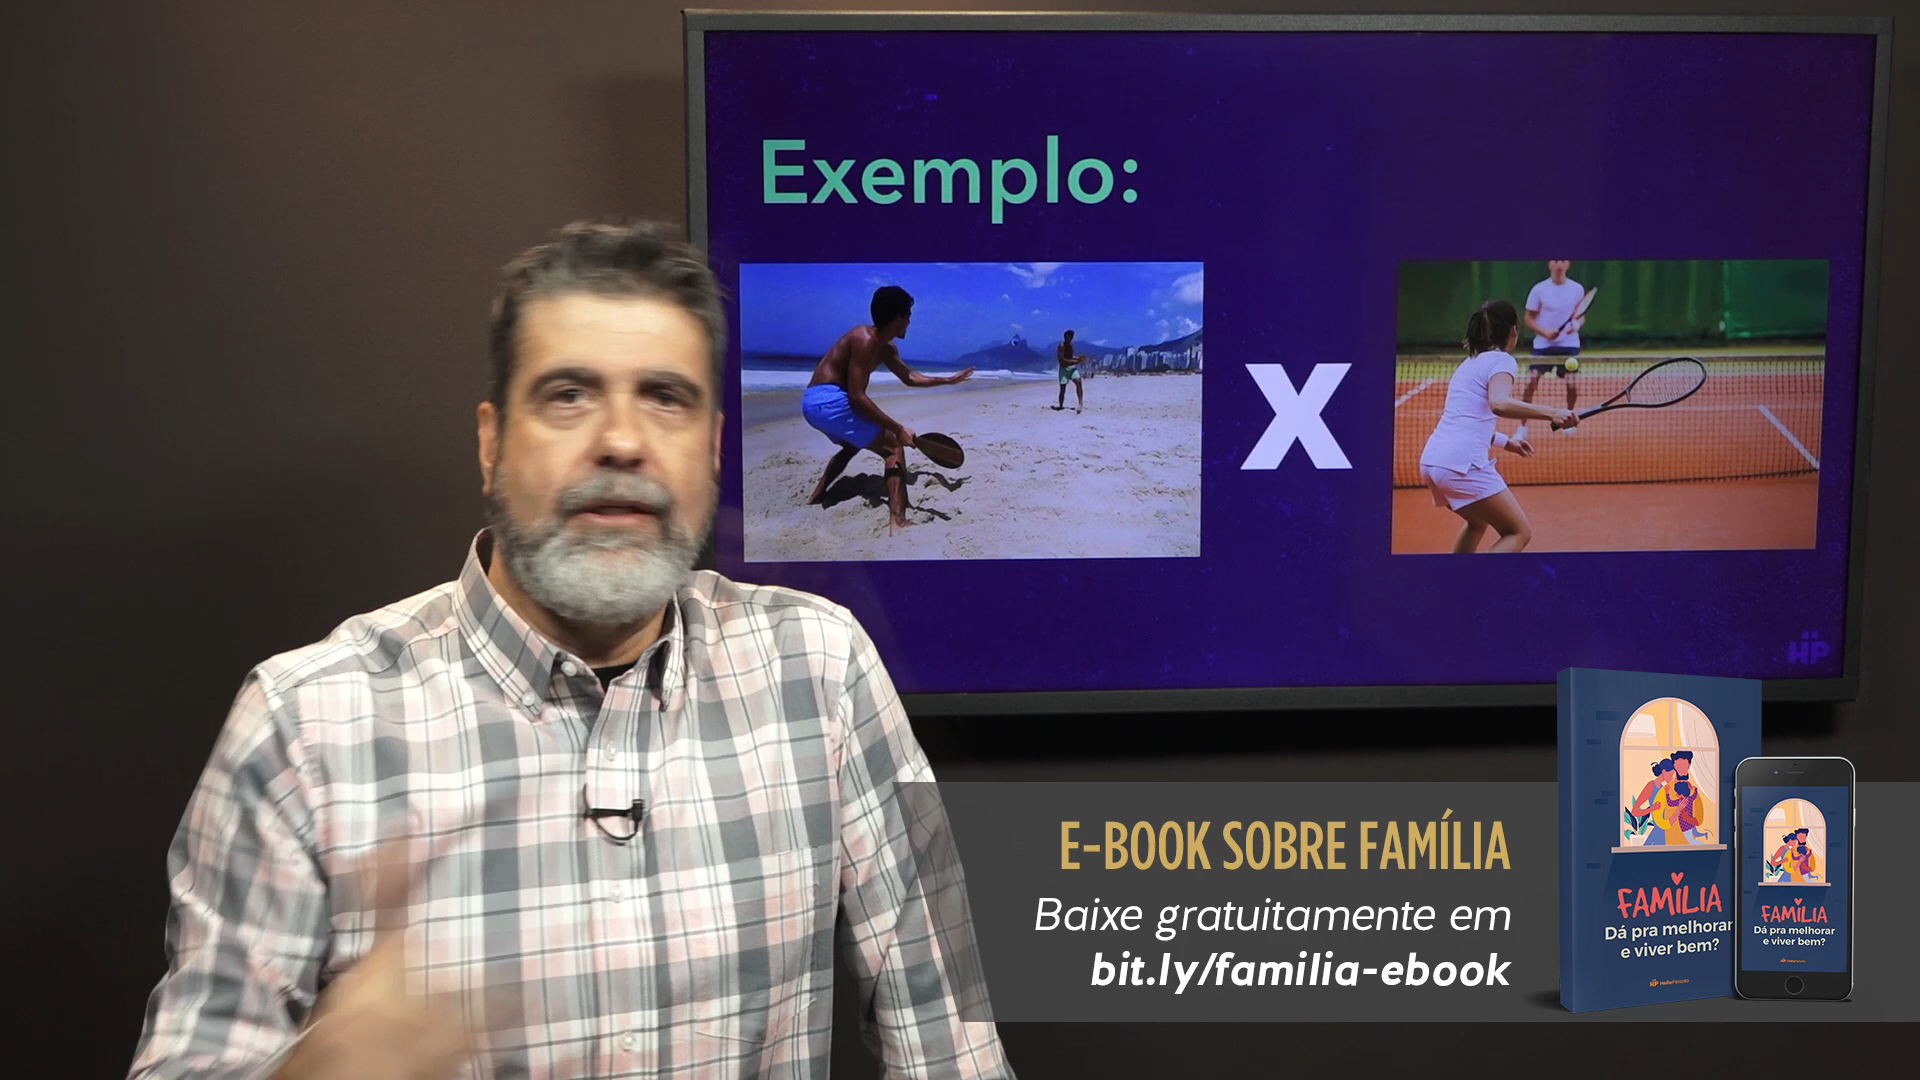 Exemplo:
X
HP
E-BOOK SOBRE FAMÍLIA
Baixe gratuitamente em
bit.ly/familia-ebook
FAMÍLIA
Dá pra melhorar
e viver bem?
FAMÍLIA
Dá pra melhorar
e viver bem?